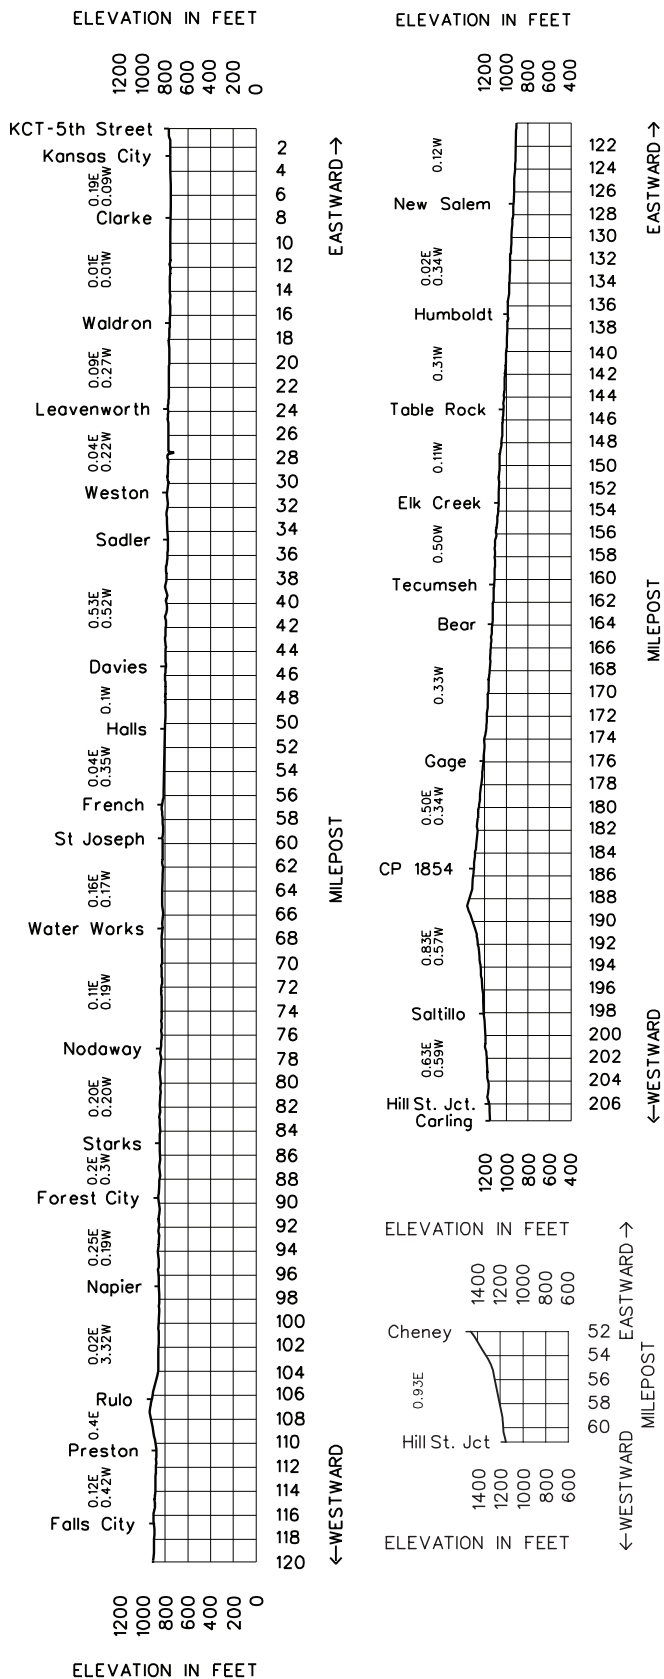 ELEVATION IN FEET
1200 1000 800 600 400 200 0
KCT-5th Street
2
Kansas City
4
0.19E
0.09W
6
Clarke
8
10
0.01E
0.01W
12
14
16
Waldron
18
0.09E
0.27W
20
22
Leavenworth
24
26
0.04E
0.22W
28
30
Weston
32
34
Sadler
36
38
0.53E
0.52W
40
42
44
Davies
46
0.1W
48
50
Halls
52
0.04E
0.35W
54
56
French
58
St Joseph
60
62
0.16E
0.17W
64
66
Water Works
68
70
0.11E
0.19W
72
74
76
Nodaway
78
0.20E
0.20W
80
82
84
Starks
86
0.2E
0.3W
88
Forest City
90
92
0.25E
0.19W
94
96
Napier
98
100
0.02E
3.32W
102
104
106
Rulo
108
0.4E
110
Preston
112
0.12E
0.42W
114
116
Falls City
118
120
EASTWARD→
MILEPOST
←WESTWARD
1200 1000 800 600 400 200 0
ELEVATION IN FEET
ELEVATION IN FEET
1200 1000 800 600 400
122
0.12W
124
126
New Salem
128
130
0.02E
0.34W
132
134
136
Humboldt
138
0.31W
140
142
144
Table Rock
146
148
0.11W
150
152
Elk Creek
154
0.50W
156
158
Tecumseh
160
162
Bear
164
166
0.33W
168
170
172
174
Gage
176
178
0.50E
0.34W
180
182
184
CP 1854
186
188
190
0.83E
0.57W
192
194
196
Saltillo
198
200
0.63E
0.59W
202
204
Hill St. Jct.
206
Carling
EASTWARD→
MILEPOST
←WESTWARD
1200 1000 800 600 400
ELEVATION IN FEET
1400 1200 1000 800 600
Cheney
52
54
0.93E
56
58
60
Hill St. Jct
EASTWARD→
MILEPOST
←WESTWARD
1400 1200 1000 800 600
ELEVATION IN FEET